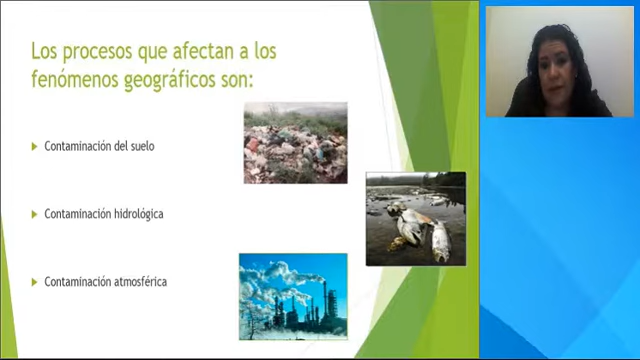 Los procesos que afectan a los
fenómenos geográficos son:
Contaminación del suelo
Contaminación hidrológica
Contaminación atmosférica